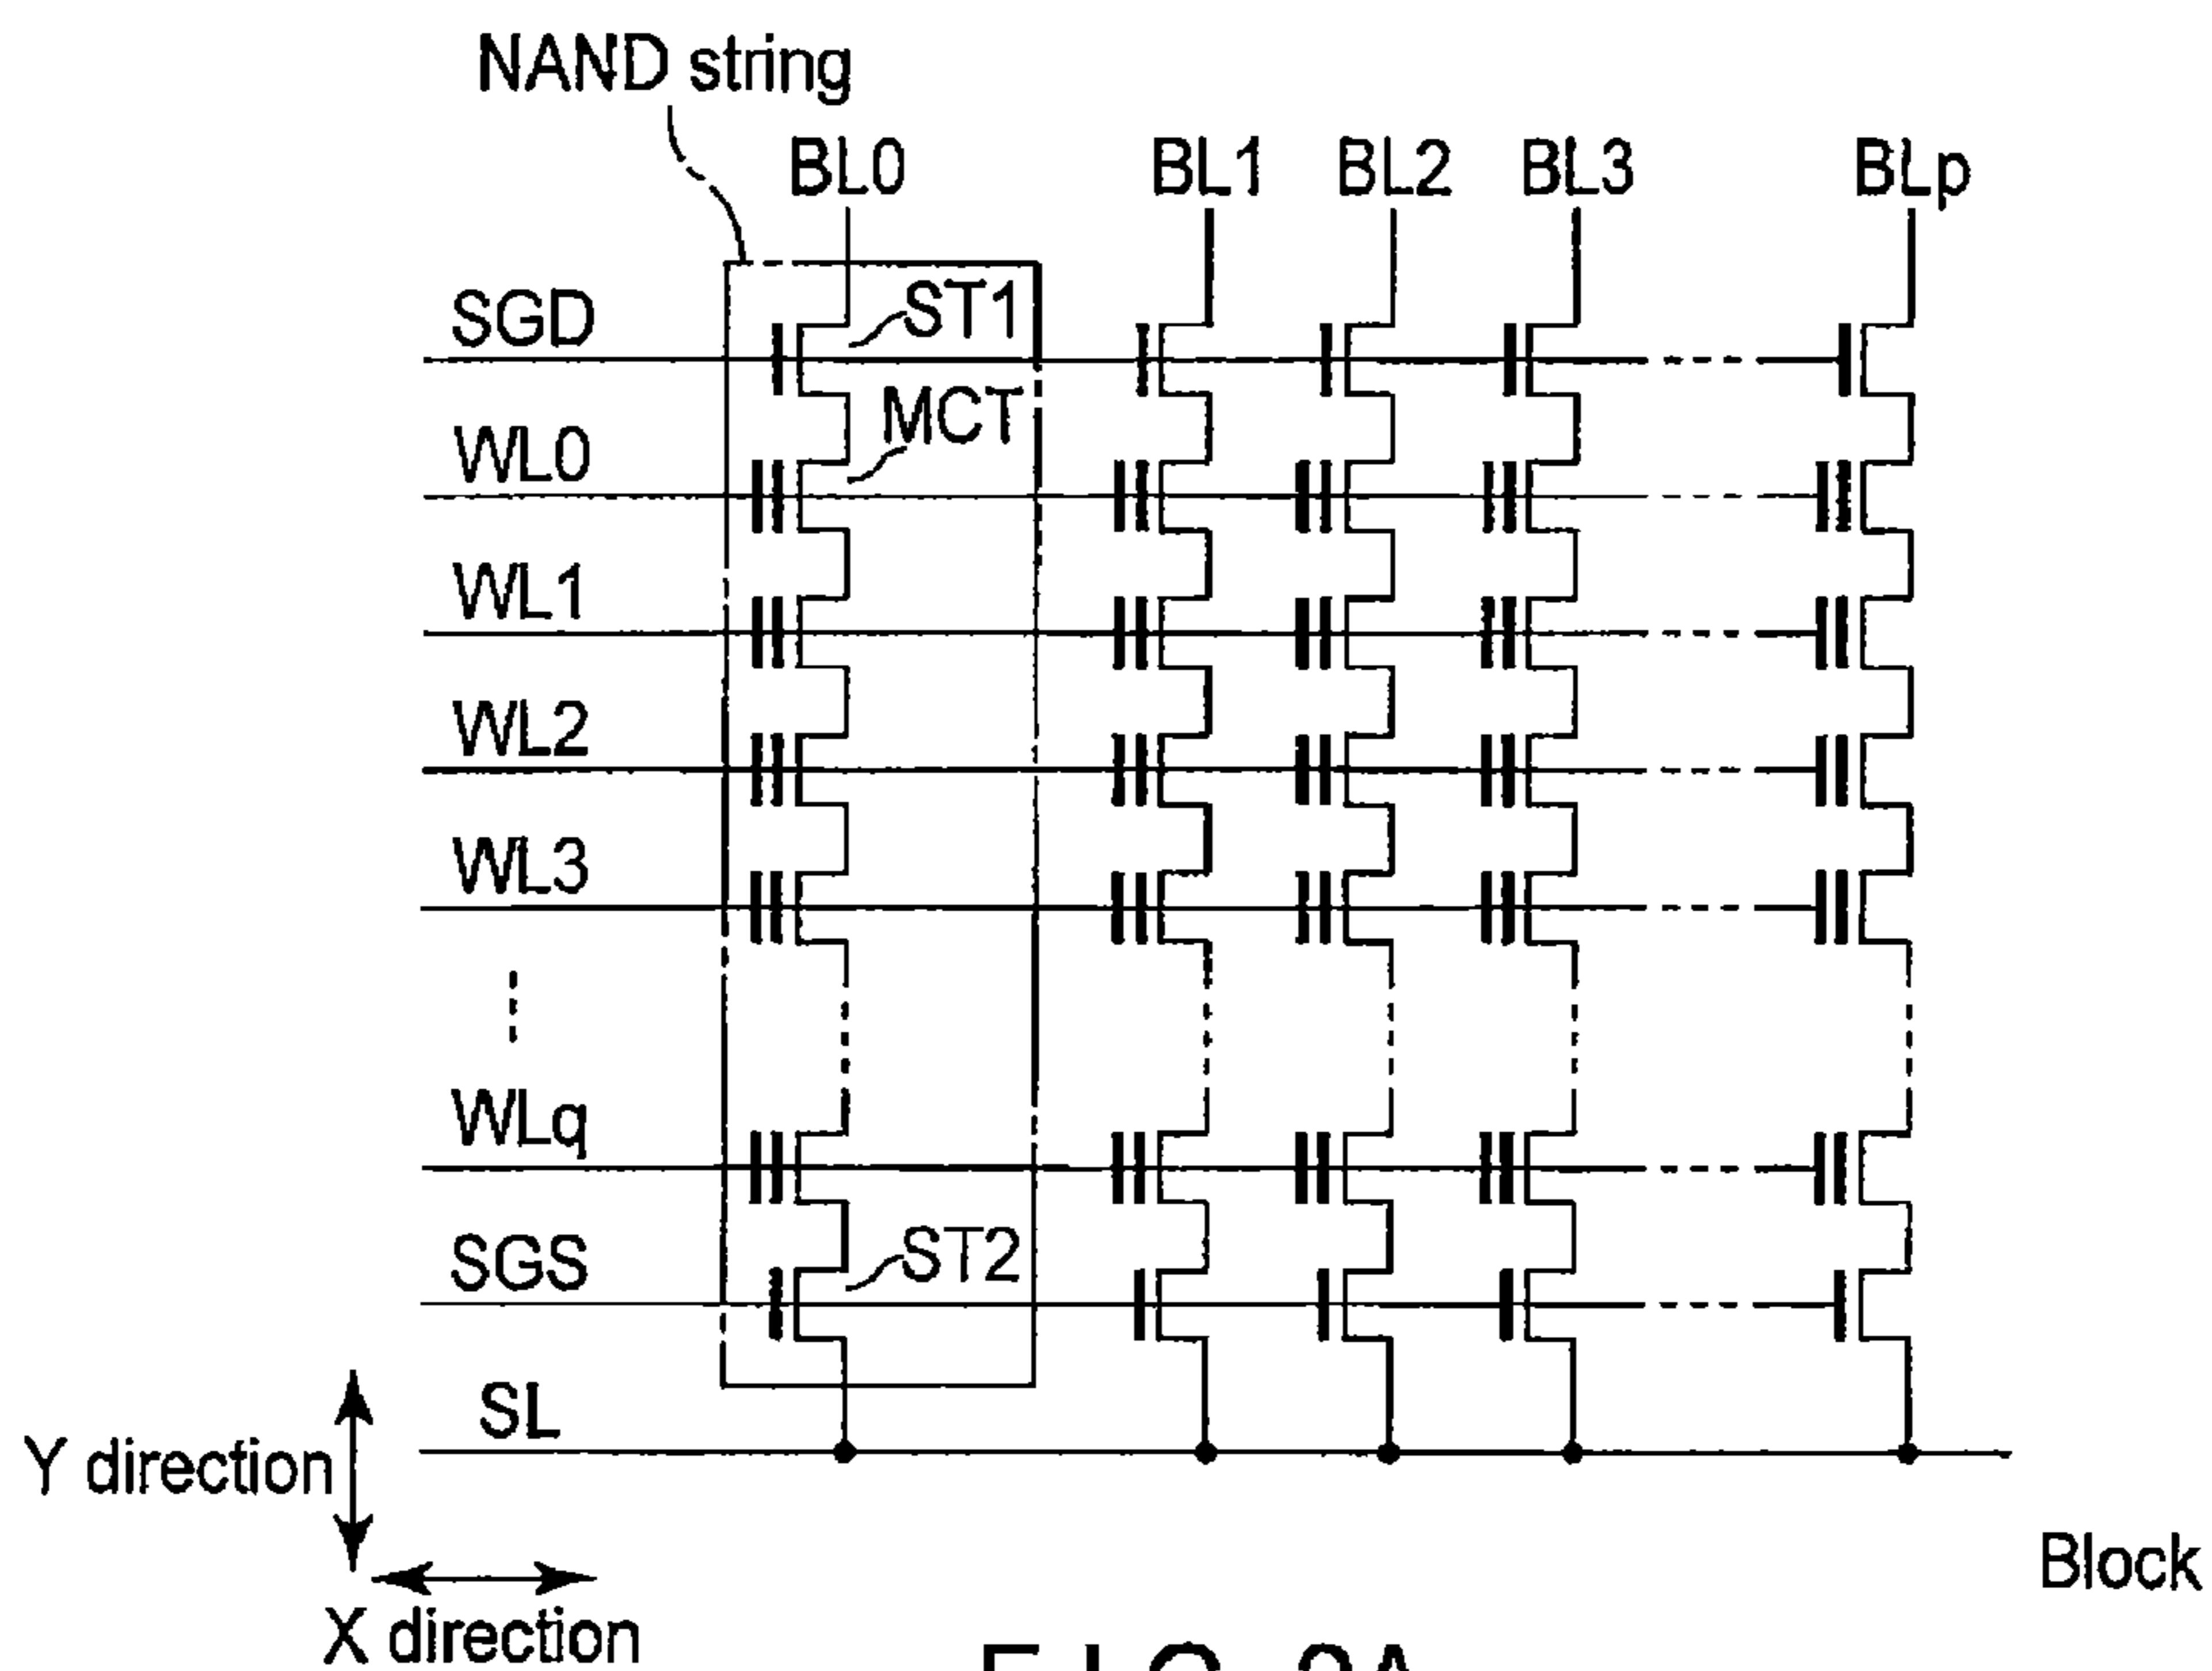 NAND string
BL0 BL1 BL2 BL3 BLp
SGD
ST1
MCT
WL0
WL1
WL2
WL3
WLq
SGS
ST2
SL
Y direction
X direction
Block